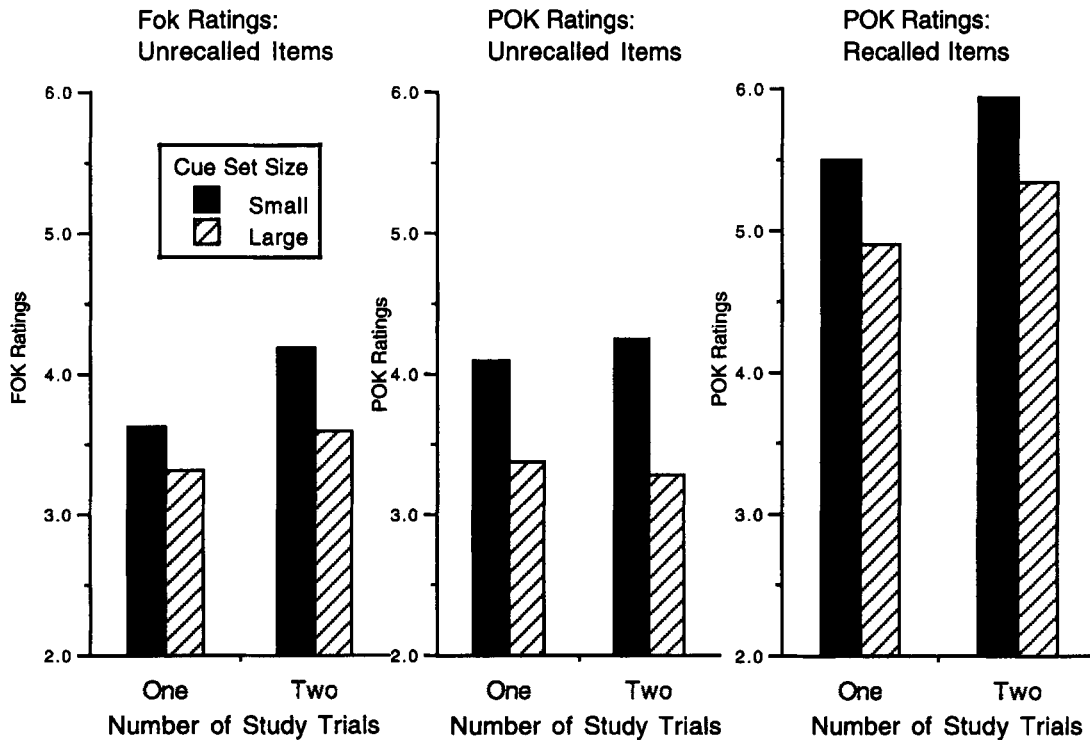 Fok Ratings:
Unrecalled Items
6.0
5.0
4.0
3.0
2.0
FOK Ratings
Cue Set Size
Small
Large
One Two
Number of Study Trials
POK Ratings:
Unrecalled Items
6.0
5.0
4.0
3.0
2.0
POK Ratings
One Two
Number of Study Trials
POK Ratings:
Recalled Items
6.0
5.0
4.0
3.0
2.0
POK Ratings
One Two
Number of Study Trials